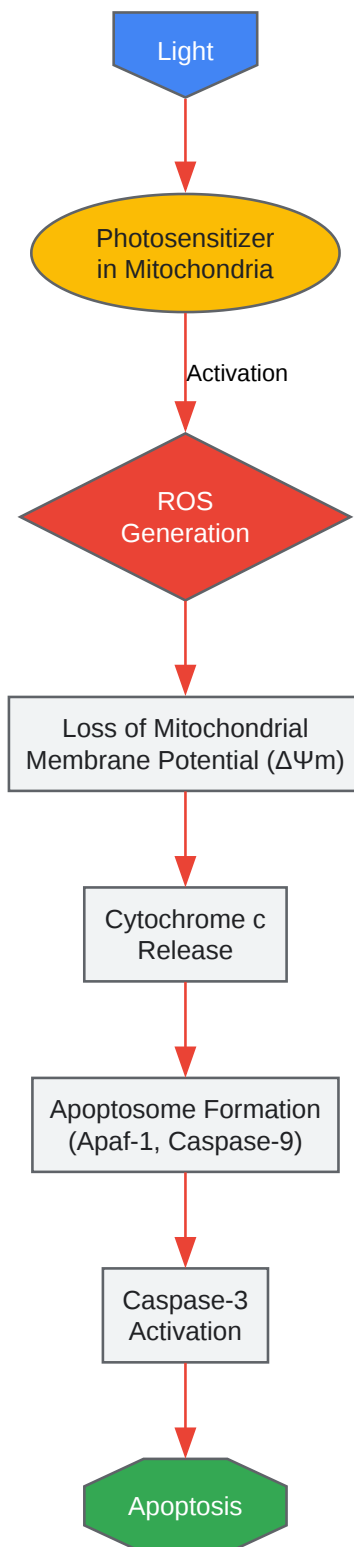 Light
Photosensitizer
in Mitochondria
Activation
ROS
Generation
Loss of Mitochondrial
Membrane Potential (ΔΨm)
Cytochrome c
Release
Apoptosome Formation
(Apaf-1, Caspase-9)
Caspase-3
Activation
Apoptosis